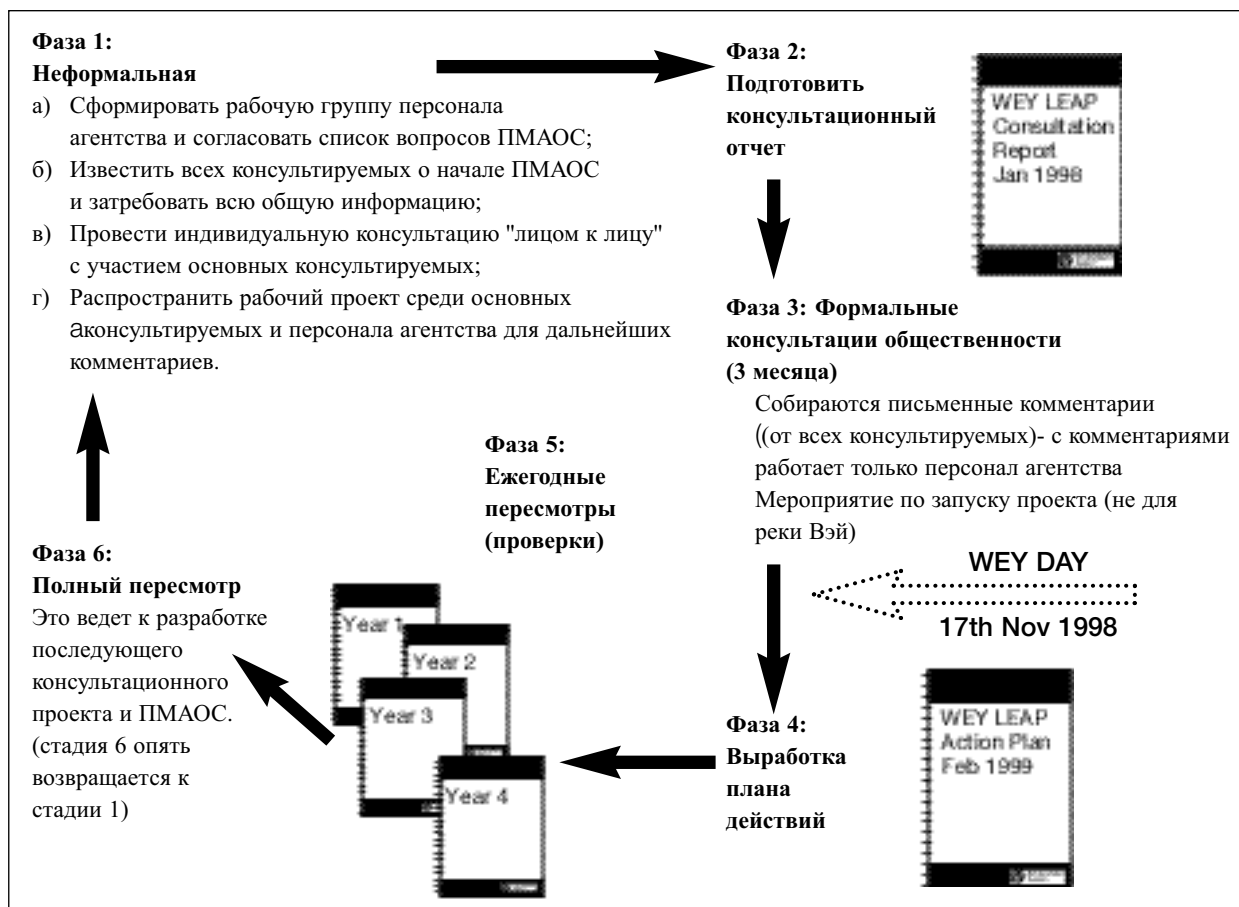 Фаза 1:
Неформальная
а) Сформировать рабочую группу персонала
агентства и согласовать список вопросов ПМАОС;
б) Известить всех консультируемых о начале ПМАОС
и затребовать всю общую информацию;
в) Провести индивидуальную консультацию "лицом к лицу"
с участием основных консультируемых;
г) Распространить рабочий проект среди основных
аконсультируемых и персонала агентства для дальнейших
комментариев.
Фаза 2:
Подготовить
консультационный
отчет
WEY LEAP
Consultation
Report
Jan 1998
Фаза 3: Формальные
консультации общественности
(3 месяца)
Собираются письменные комментарии
((от всех консультируемых)- с комментариями
работает только персонал агентства
Мероприятие по запуску проекта (не для
реки Вэй)
WEY DAY
17th Nov 1998
Фаза 4:
Выработка
плана
действий
WEY LEAP
Action Plan
Feb 1999
Фаза 5:
Ежегодные
пересмотры
(проверки)
Year 1
Year 2
Year 3
Year 4
Фаза 6:
Полный пересмотр
Это ведет к разработке
последующего
консультационного
проекта и ПМАОС.
(стадия 6 опять
возвращается к
стадии 1)